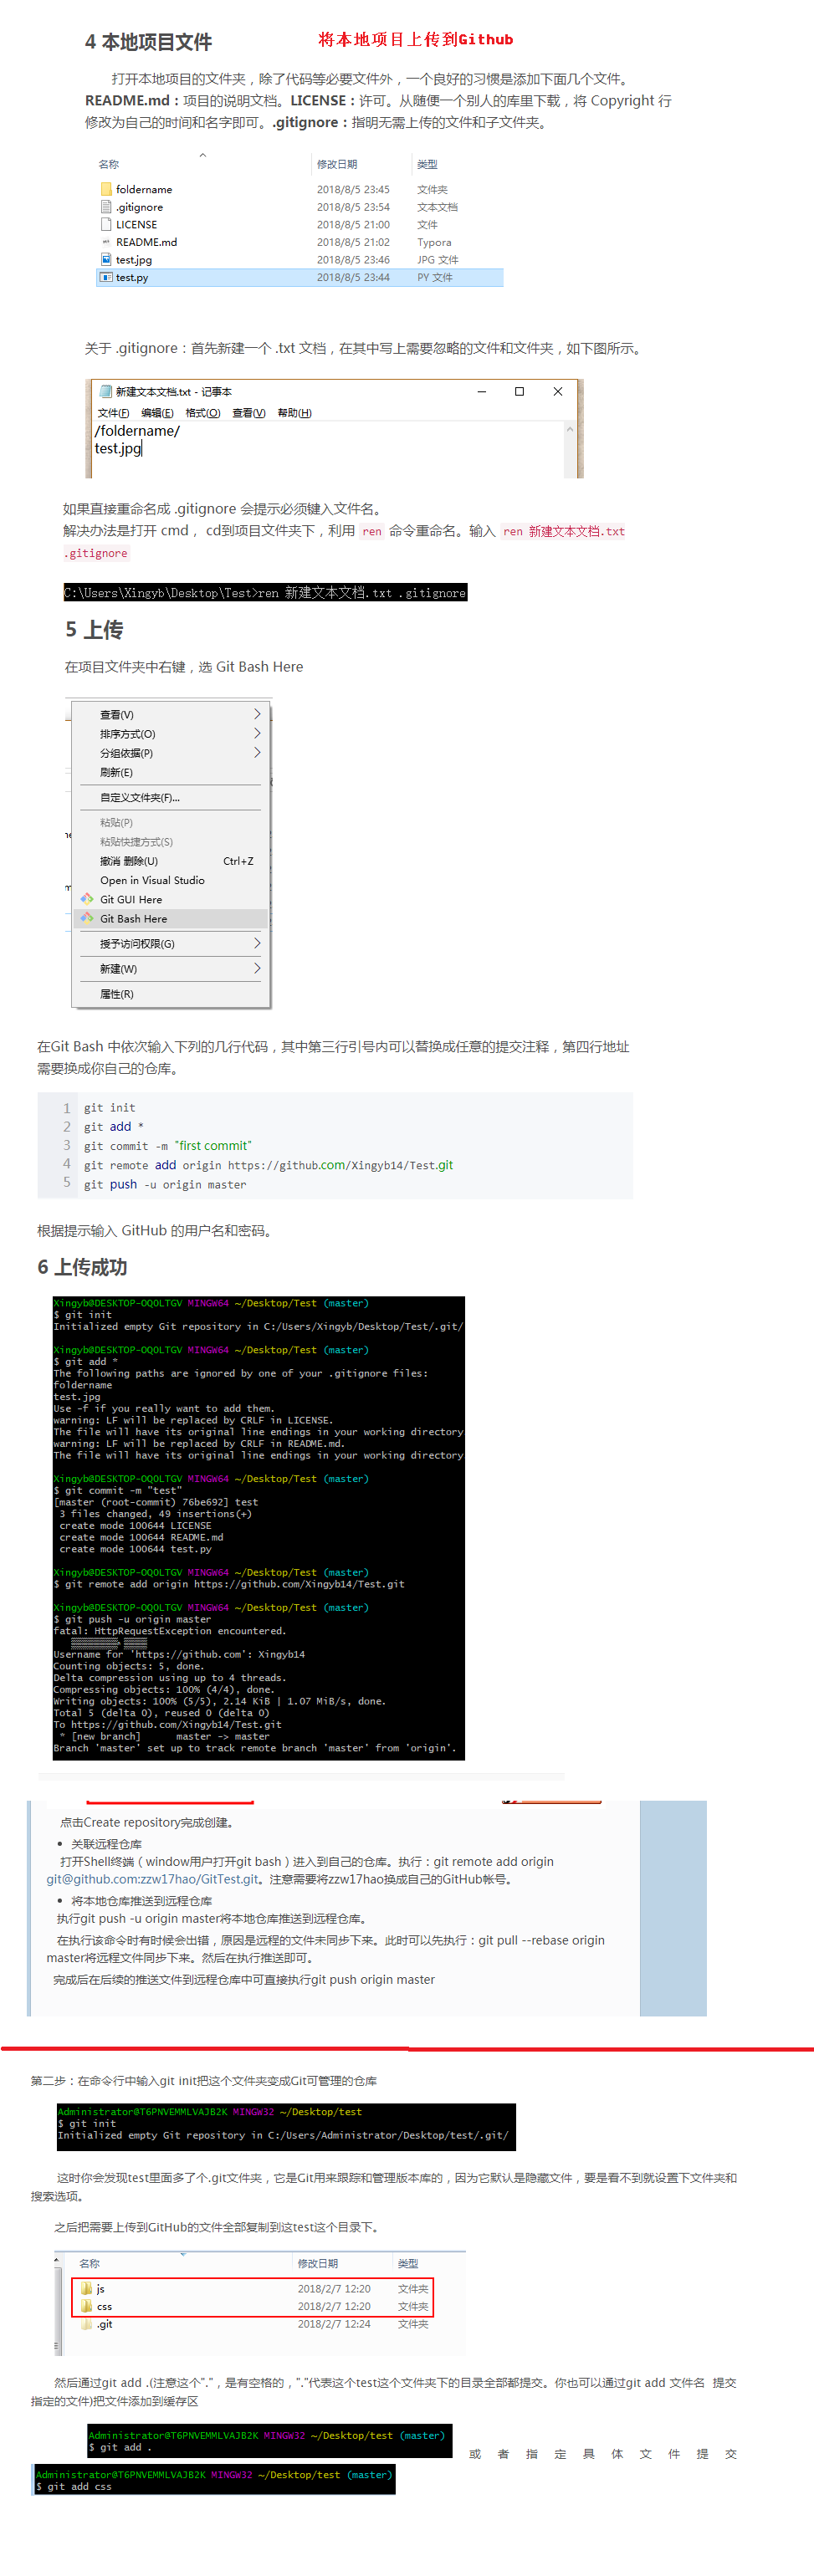 4 本地项目文件 将本地项目上传到Github
打开本地项目的文件夹，除了代码等必要文件外，一个良好的习惯是添加下面几个文件。
README.md：项目的说明文档。LICENSE：许可。从随便一个别人的库里下载，将 Copyright 行
修改为自己的时间和名字即可。.gitignore：指明无需上传的文件和子文件夹。
名称 修改日期 类型
foldername 2018/8/5 23:45 文件夹
.gitignore 2018/8/5 23:54 文本文档
LICENSE 2018/8/5 21:00 文件
README.md 2018/8/5 21:02 Typora
test.jpg 2018/8/5 23:46 JPG 文件
test.py 2018/8/5 23:44 PY 文件
关于 .gitignore：首先新建一个 .txt 文档，在其中写上需要忽略的文件和文件夹，如下图所示。
新建文本文档.txt - 记事本
文件(F) 编辑(E) 格式(O) 查看(V) 帮助(H)
/foldername/
test.jpg
如果直接重命名成 .gitignore 会提示必须键入文件名。
解决办法是打开 cmd， cd到项目文件夹下，利用 ren 命令重命名。输入 ren 新建文本文档.txt
.gitignore
C:\Users\Xingyb\Desktop\Test>ren 新建文本文档.txt .gitignore
5 上传
在项目文件夹中右键，选 Git Bash Here
查看(V)
排序方式(O)
分组依据(P)
刷新(E)
自定义文件夹(F)...
粘贴(P)
粘贴快捷方式(S)
撤消 删除(U) Ctrl+Z
Open in Visual Studio
Git GUI Here
Git Bash Here
授予访问权限(G)
新建(W)
属性(R)
在Git Bash 中依次输入下列的几行代码，其中第三行引号内可以替换成任意的提交注释，第四行地址
需要换成你自己的仓库。
1 git init
2 git add *
3 git commit -m "first commit"
4 git remote add origin https://github.com/Xingyb14/Test.git
5 git push -u origin master
根据提示输入 GitHub 的用户名和密码。
6 上传成功
Xingyb@DESKTOP-OQOLTGV MINGW64 ~/Desktop/Test (master)
$ git init
Initialized empty Git repository in C:/Users/Xingyb/Desktop/Test/.git/
Xingyb@DESKTOP-OQOLTGV MINGW64 ~/Desktop/Test (master)
$ git add *
The following paths are ignored by one of your .gitignore files:
foldername
test.jpg
Use -f if you really want to add them.
warning: LF will be replaced by CRLF in LICENSE.
The file will have its original line endings in your working directory
warning: LF will be replaced by CRLF in README.md.
The file will have its original line endings in your working directory
Xingyb@DESKTOP-OQOLTGV MINGW64 ~/Desktop/Test (master)
$ git commit -m "test"
[master (root-commit) 76be692] test
3 files changed, 49 insertions(+)
create mode 100644 LICENSE
create mode 100644 README.md
create mode 100644 test.py
Xingyb@DESKTOP-OQOLTGV MINGW64 ~/Desktop/Test (master)
$ git remote add origin https://github.com/Xingyb14/Test.git
Xingyb@DESKTOP-OQOLTGV MINGW64 ~/Desktop/Test (master)
$ git push -u origin master
fatal: HttpRequestException encountered.
Username for 'https://github.com': Xingyb14
Counting objects: 5, done.
Delta compression using up to 4 threads.
Compressing objects: 100% (4/4), done.
Writing objects: 100% (5/5), 2.14 KiB | 1.07 MiB/s, done.
Total 5 (delta 0), reused 0 (delta 0)
To https://github.com/Xingyb14/Test.git
* [new branch] master -> master
Branch 'master' set up to track remote branch 'master' from 'origin'.
点击Create repository完成创建。
• 关联远程仓库
打开Shell终端（window用户打开git bash）进入到自己的仓库。执行：git remote add origin
git@github.com:zzw17hao/GitTest.git。注意需要将zzw17hao换成自己的GitHub帐号。
• 将本地仓库推送到远程仓库
执行git push -u origin master将本地仓库推送到远程仓库。
在执行该命令时有时候会出错，原因是远程的文件未同步下来。此时可以先执行：git pull --rebase origin
master将远程文件同步下来。然后在执行推送即可。
完成后在后续的推送文件到远程仓库中可直接执行git push origin master
第二步：在命令行中输入git init把这个文件夹变成Git可管理的仓库
Administrator@T6PNVEMMLVAJB2K MINGW32 ~/Desktop/test
$ git init
Initialized empty Git repository in C:/Users/Administrator/Desktop/test/.git/
这时你会发现test里面多了个.git文件夹，它是Git用来跟踪和管理版本库的，因为它默认是隐藏文件，要是看不到就设置下文件夹和
搜索选项。
之后把需要上传到GitHub的文件全部复制到这test这个目录下。
名称 修改日期 类型
js 2018/2/7 12:20 文件夹
css 2018/2/7 12:20 文件夹
.git 2018/2/7 12:24 文件夹
然后通过git add .(注意这个"."，是有空格的，"."代表这个test这个文件夹下的目录全部都提交。你也可以通过git add 文件名 提交
指定的文件)把文件添加到缓存区
Administrator@T6PNVEMMLVAJB2K MINGW32 ~/Desktop/test (master)
$ git add .
或者指定具体文件提交
Administrator@T6PNVEMMLVAJB2K MINGW32 ~/Desktop/test (master)
$ git add css